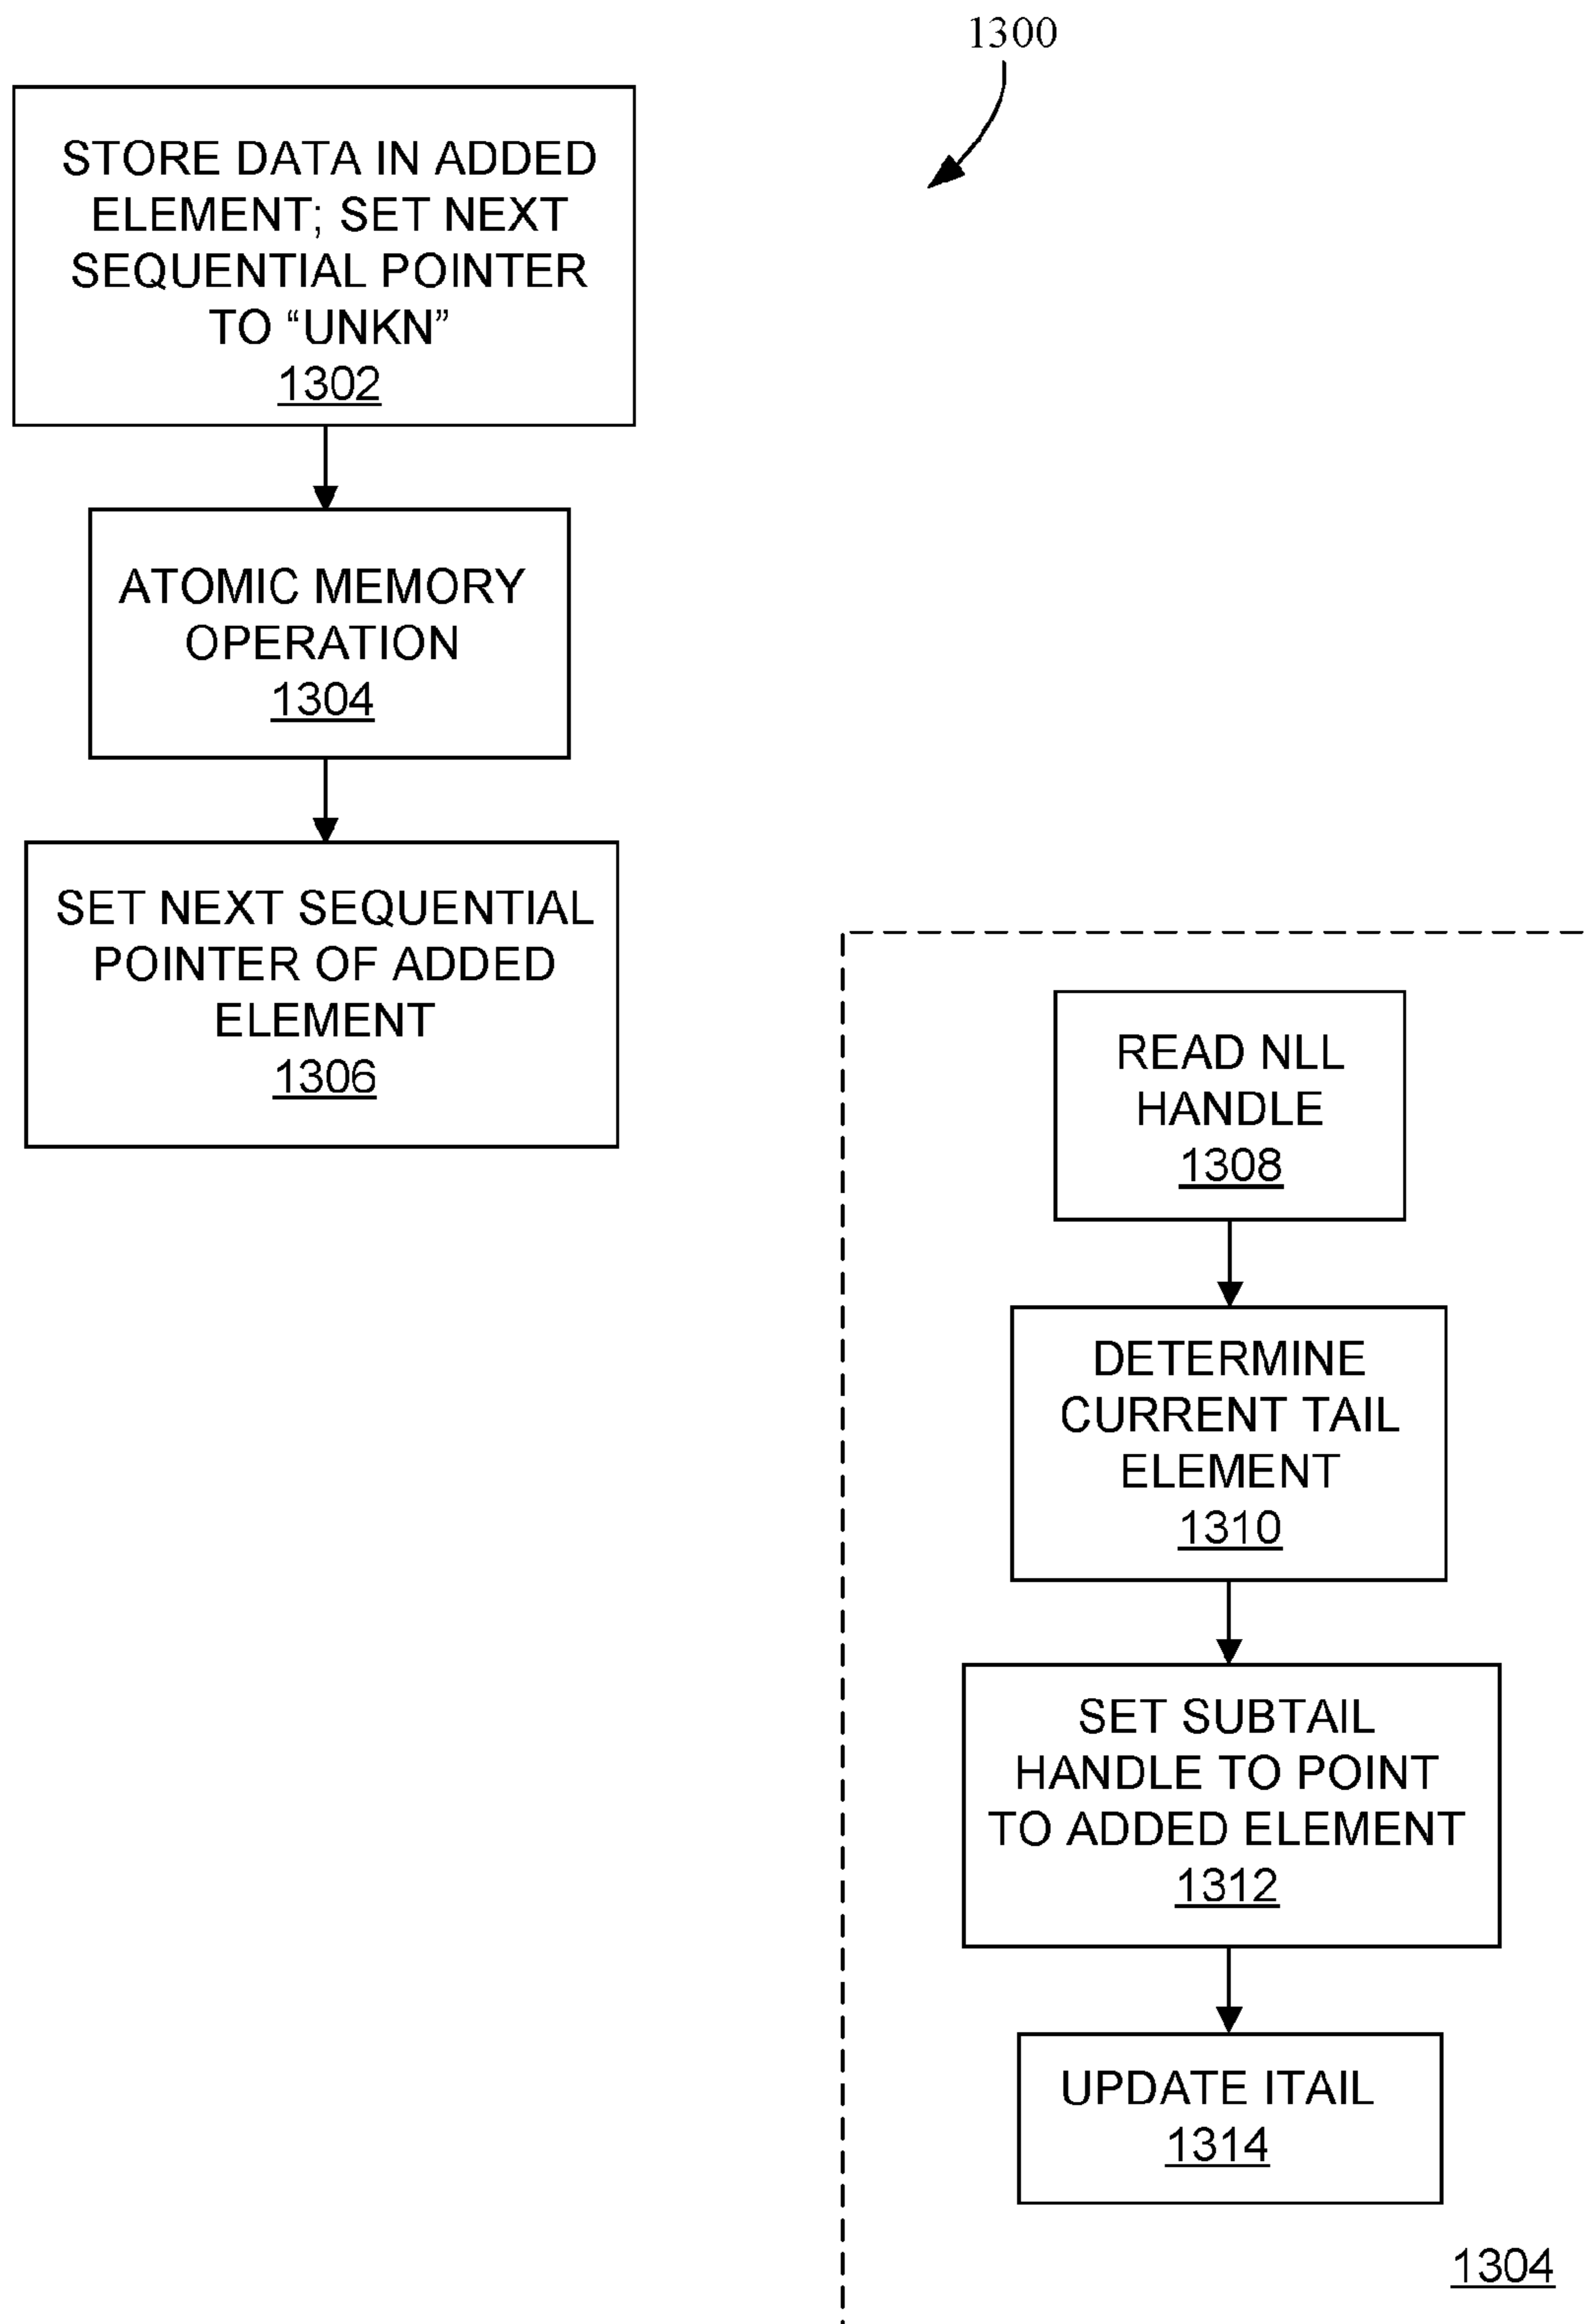 1300
STORE DATA IN ADDED
ELEMENT; SET NEXT
SEQUENTIAL POINTER
TO “UNKN”
1302
ATOMIC MEMORY
OPERATION
1304
SET NEXT SEQUENTIAL
POINTER OF ADDED
ELEMENT
1306
READ NLL
HANDLE
1308
DETERMINE
CURRENT TAIL
ELEMENT
1310
SET SUBTAIL
HANDLE TO POINT
TO ADDED ELEMENT
1312
UPDATE ITAIL
1314
1304